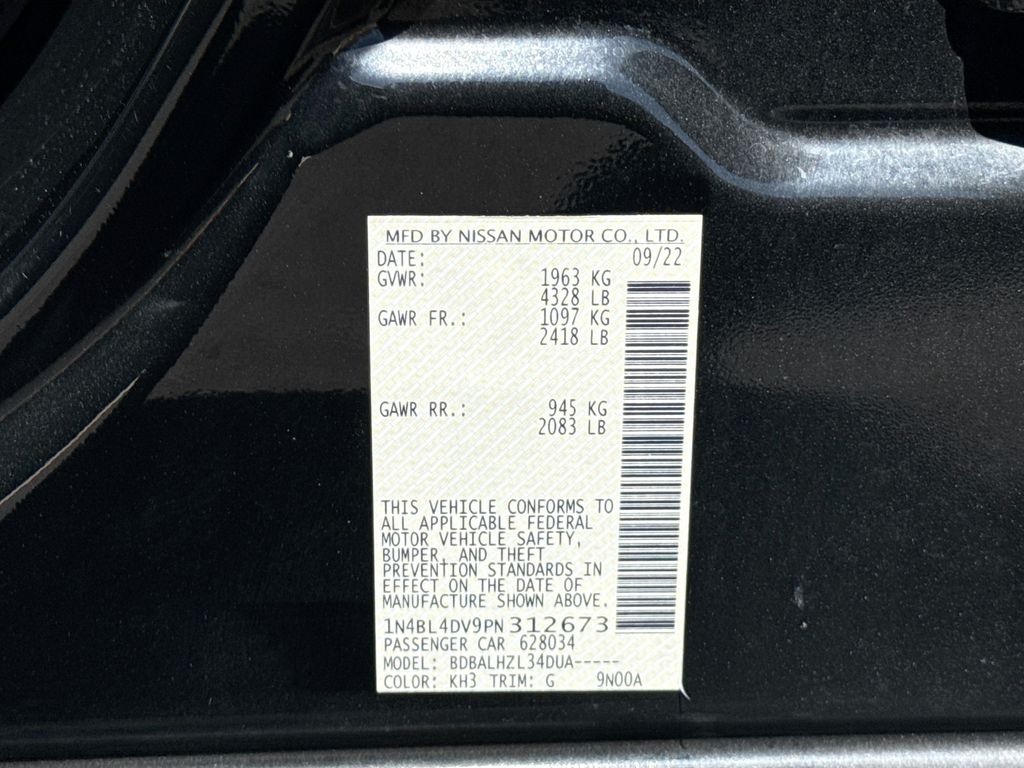 MFD BY NISSAN MOTOR CO., LTD.
DATE: 09/22
GVWR: 1963 KG
4328 LB
GAWR FR.: 1097 KG
2418 LB
GAWR RR.: 945 KG
2083 LB
THIS VEHICLE CONFORMS TO
ALL APPLICABLE FEDERAL
MOTOR VEHICLE SAFETY,
BUMPER, AND THEFT
PREVENTION STANDARDS IN
EFFECT ON THE DATE OF
MANUFACTURE SHOWN ABOVE.
1N4BL4DV9PN312673
PASSENGER CAR 628034
MODEL: BDBALHZL34DUA-----
COLOR: KH3 TRIM: G 9N00A